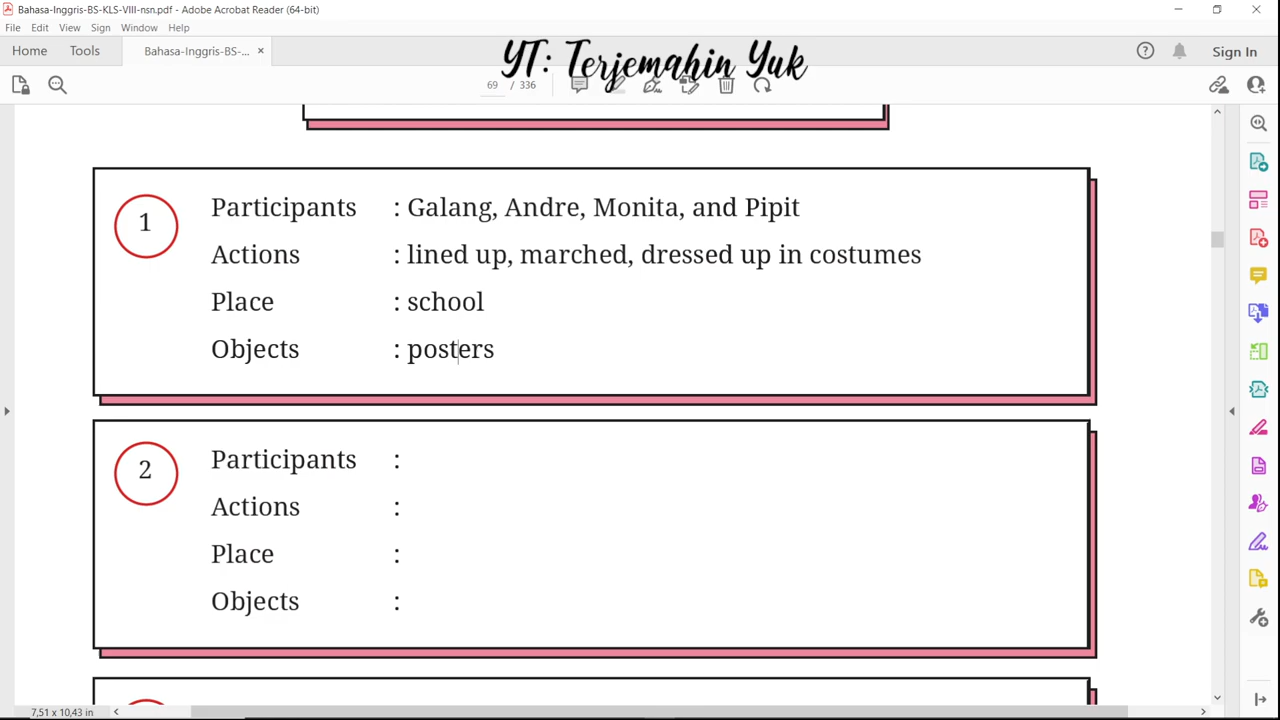 Bahasa-Inggris-BS-KLS-VIII-nsn.pdf - Adobe Acrobat Reader (64-bit)
File Edit View Sign Window Help
Home Tools Bahasa-Inggris-BS-... × Sign In
YT: Terjemahin Yuk
69 / 336
1
Participants : Galang, Andre, Monita, and Pipit
Actions : lined up, marched, dressed up in costumes
Place : school
Objects : posters
2
Participants :
Actions :
Place :
Objects :
7,51 x 10,43 in